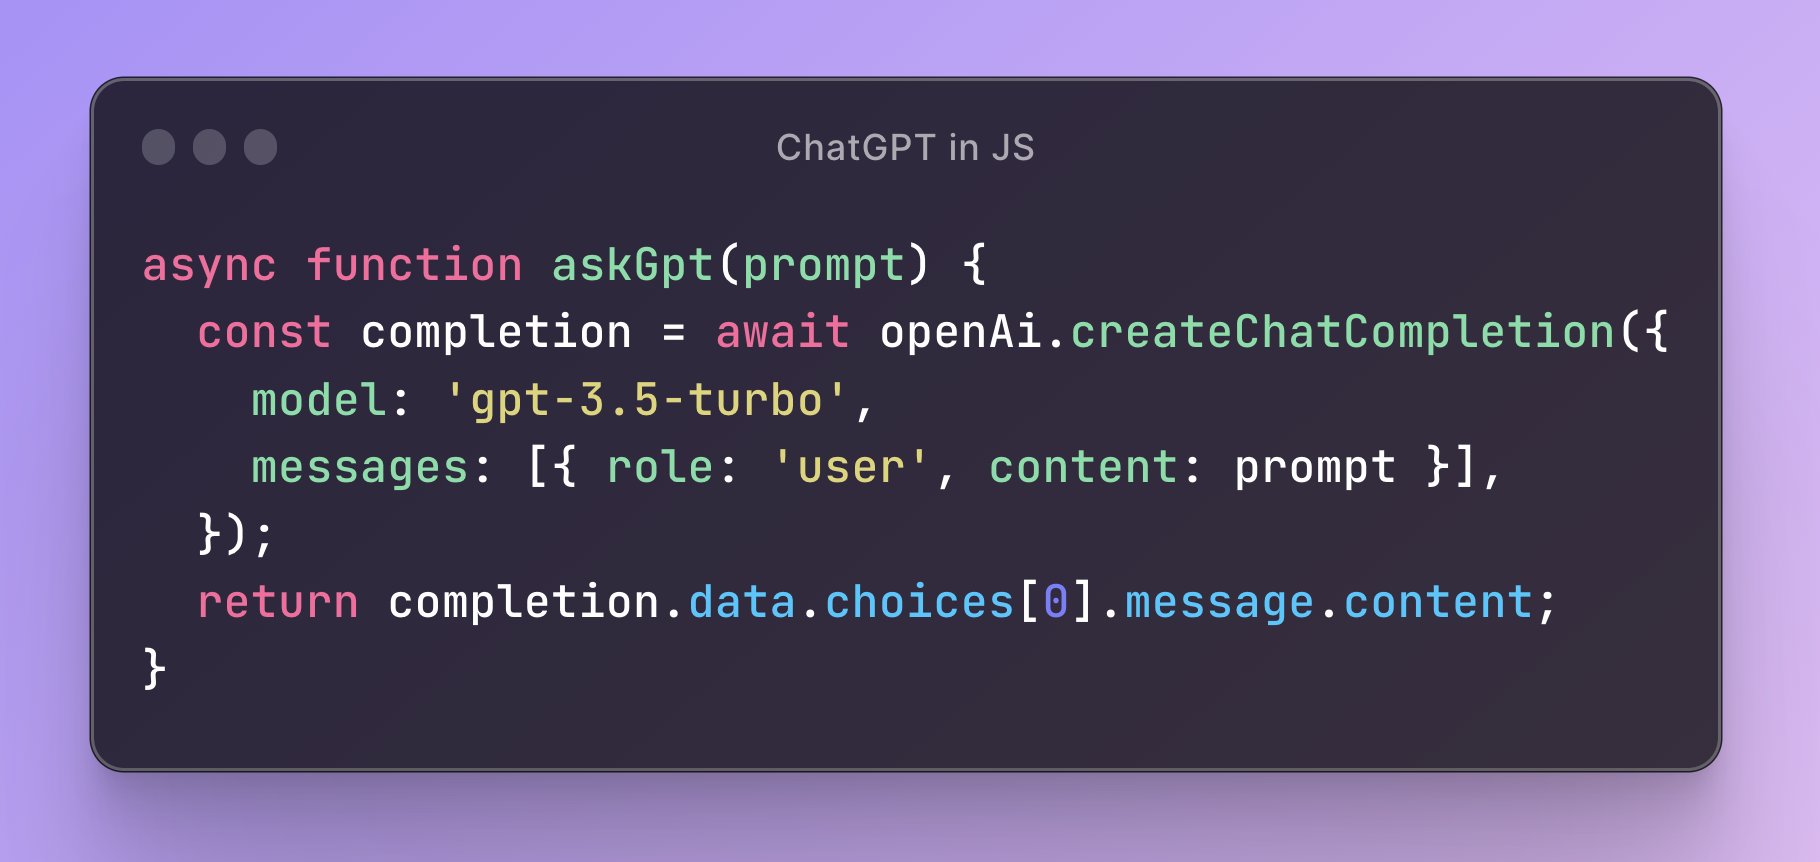 ChatGPT in JS
async function askGpt(prompt) {
  const completion = await openAi.createChatCompletion({
    model: 'gpt-3.5-turbo',
    messages: [{ role: 'user', content: prompt }],
  });
  return completion.data.choices[0].message.content;
}